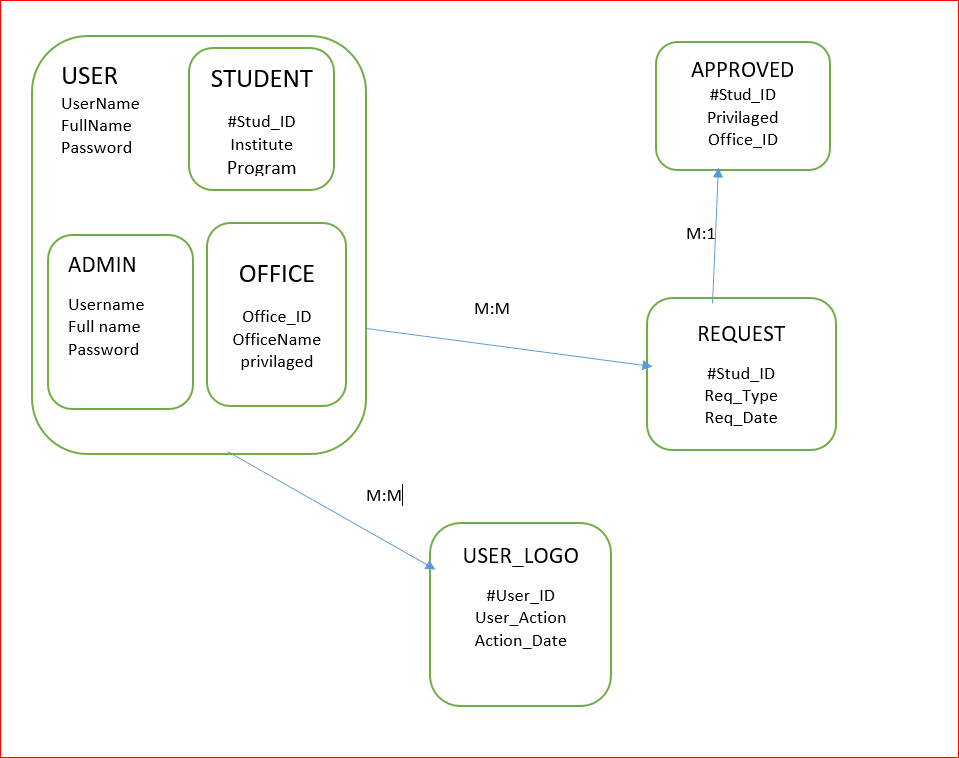 USER
UserName
FullName
Password
STUDENT
#Stud_ID
Institute
Program
ADMIN
Username
Full name
Password
OFFICE
Office_ID
OfficeName
privilaged
M:M
APPROVED
#Stud_ID
Privilaged
Office_ID
M:1
REQUEST
#Stud_ID
Req_Type
Req_Date
M:M
USER_LOGO
#User_ID
User_Action
Action_Date